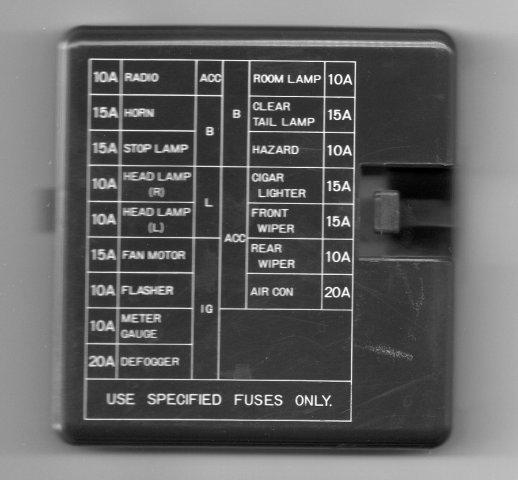 10A RADIO ACC ROOM LAMP 10A
15A HORN B B CLEAR TAIL LAMP 15A
15A STOP LAMP HAZARD 10A
10A HEAD LAMP (R) L CIGAR LIGHTER 15A
10A HEAD LAMP (L) ACC FRONT WIPER 15A
15A FAN MOTOR IG REAR WIPER 10A
10A FLASHER AIR CON 20A
10A METER GAUGE
20A DEFOGGER
USE SPECIFIED FUSES ONLY.